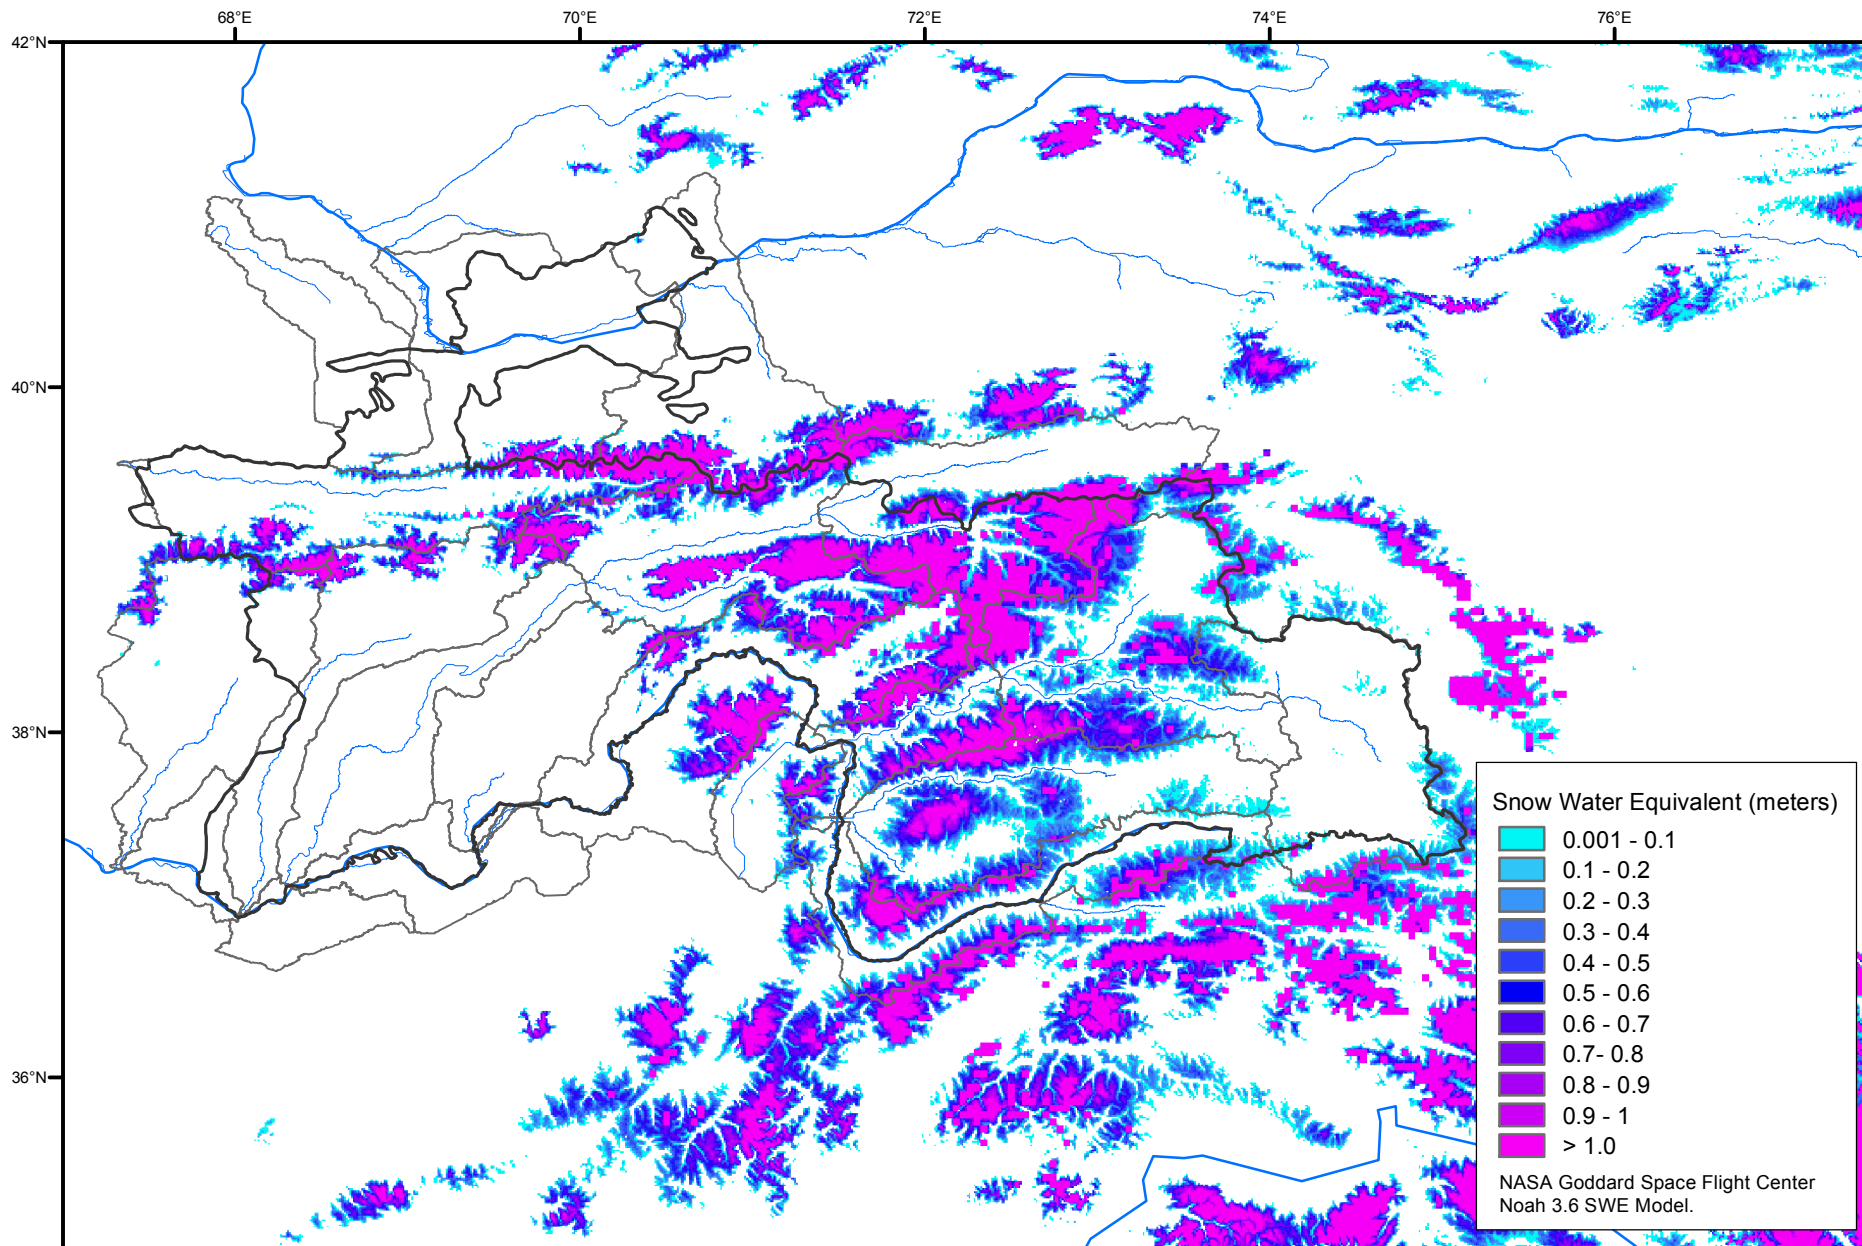 68°E 70°E 72°E 74°E 76°E
42°N
40°N
38°N
36°N
Snow Water Equivalent (meters)
0.001 - 0.1
0.1 - 0.2
0.2 - 0.3
0.3 - 0.4
0.4 - 0.5
0.5 - 0.6
0.6 - 0.7
0.7- 0.8
0.8 - 0.9
0.9 - 1
> 1.0
NASA Goddard Space Flight Center
Noah 3.6 SWE Model.